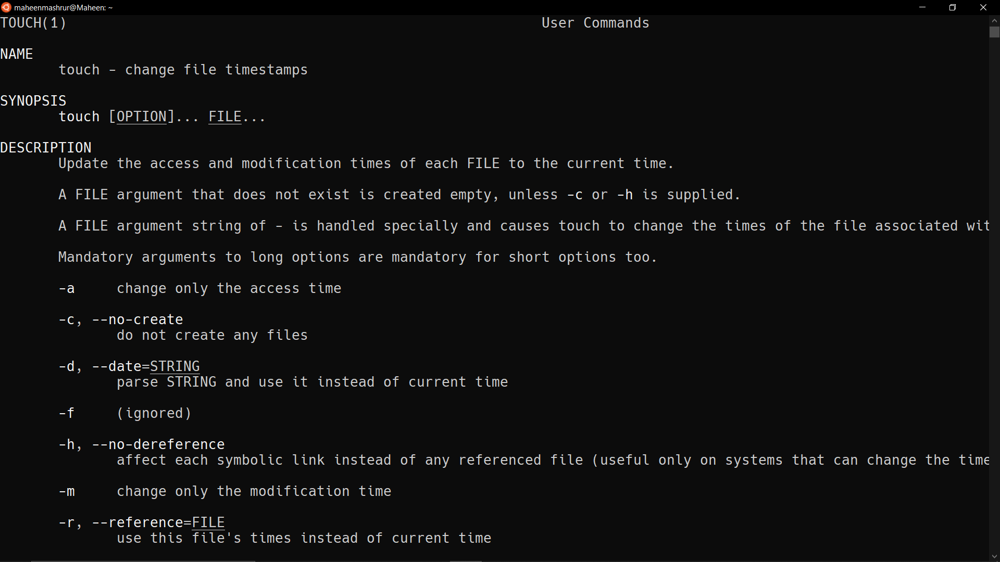 maheenmashrur@Maheen: ~
TOUCH(1) User Commands
NAME
touch - change file timestamps
SYNOPSIS
touch [OPTION]... FILE...
DESCRIPTION
Update the access and modification times of each FILE to the current time.
A FILE argument that does not exist is created empty, unless -c or -h is supplied.
A FILE argument string of - is handled specially and causes touch to change the times of the file associated wit
Mandatory arguments to long options are mandatory for short options too.
-a change only the access time
-c, --no-create
do not create any files
-d, --date=STRING
parse STRING and use it instead of current time
-f (ignored)
-h, --no-dereference
affect each symbolic link instead of any referenced file (useful only on systems that can change the time
-m change only the modification time
-r, --reference=FILE
use this file's times instead of current time